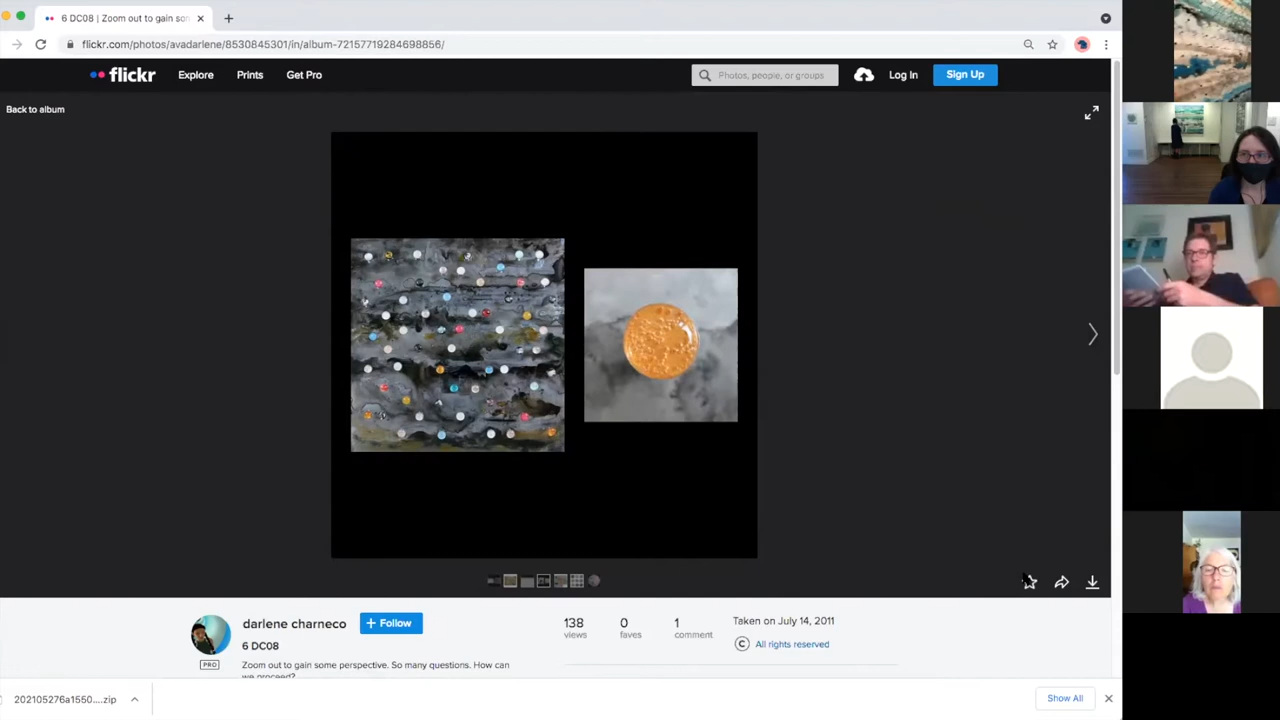 6 DC08 | Zoom out to gain son
flickr.com/photos/avadarlene/8530845301/in/album-72157719284698856/
flickr
Explore
Prints
Get Pro
Photos, people, or groups
Log In
Sign Up
Back to album
darlene charneco
+ Follow
PRO
6 DC08
Zoom out to gain some perspective. So many questions. How can
we proceed?
138
views
0
faves
1
comment
Taken on July 14, 2011
© All rights reserved
202105276a1550....zip
Show All